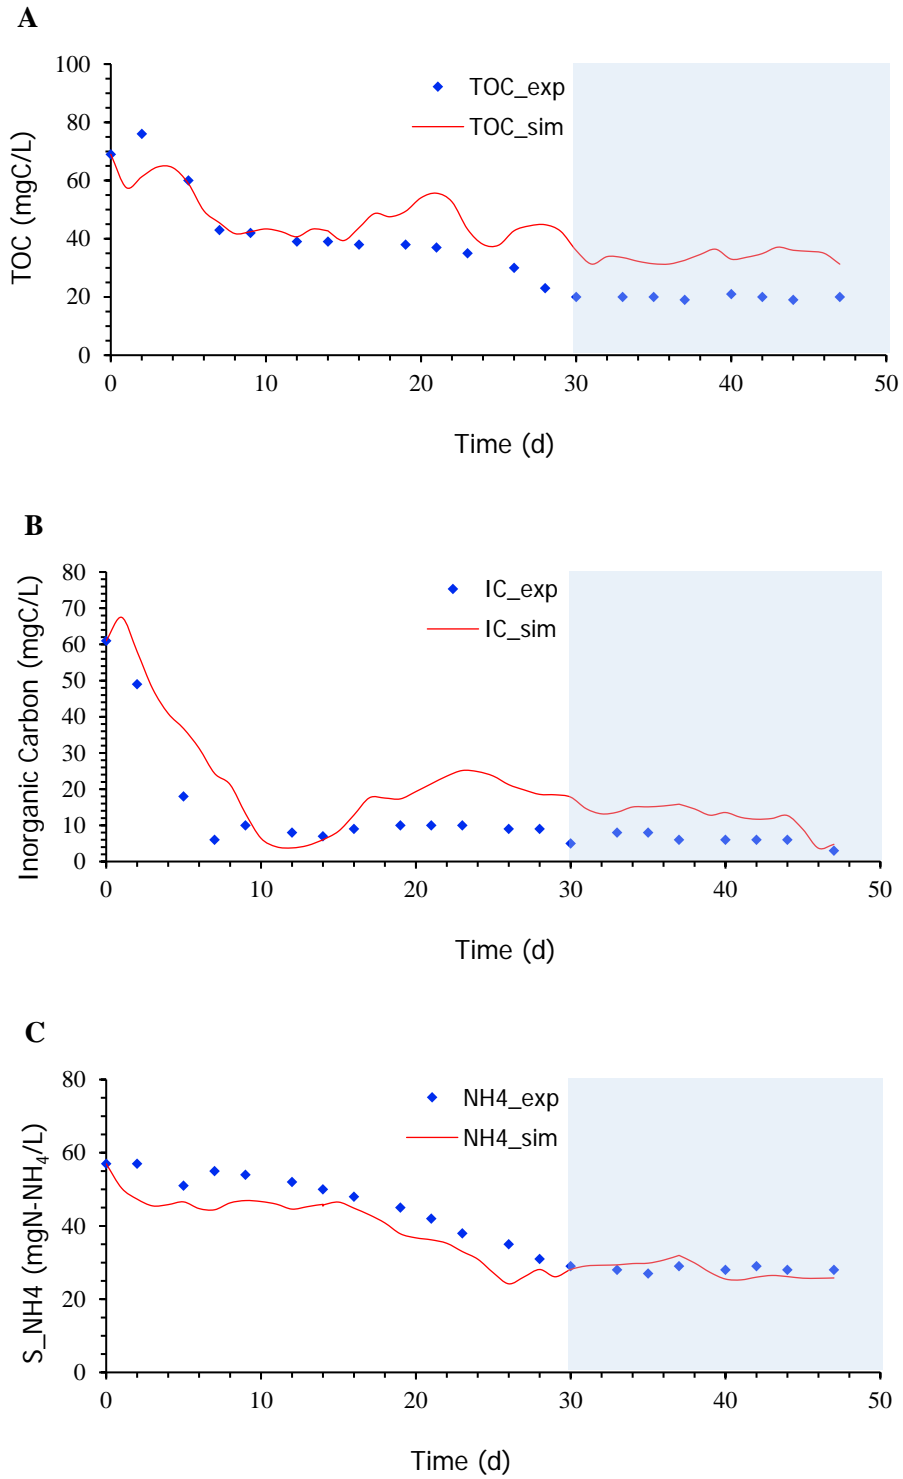 A
100
80
60
40
20
0
TOC (mgC/L)
TOC_exp
TOC_sim
0 10 20 30 40 50
Time (d)
B
80
70
60
50
40
30
20
10
0
Inorganic Carbon (mgC/L)
IC_exp
IC_sim
0 10 20 30 40 50
Time (d)
C
80
60
40
20
0
S_NH4 (mgN-NH₄/L)
NH4_exp
NH4_sim
0 10 20 30 40 50
Time (d)